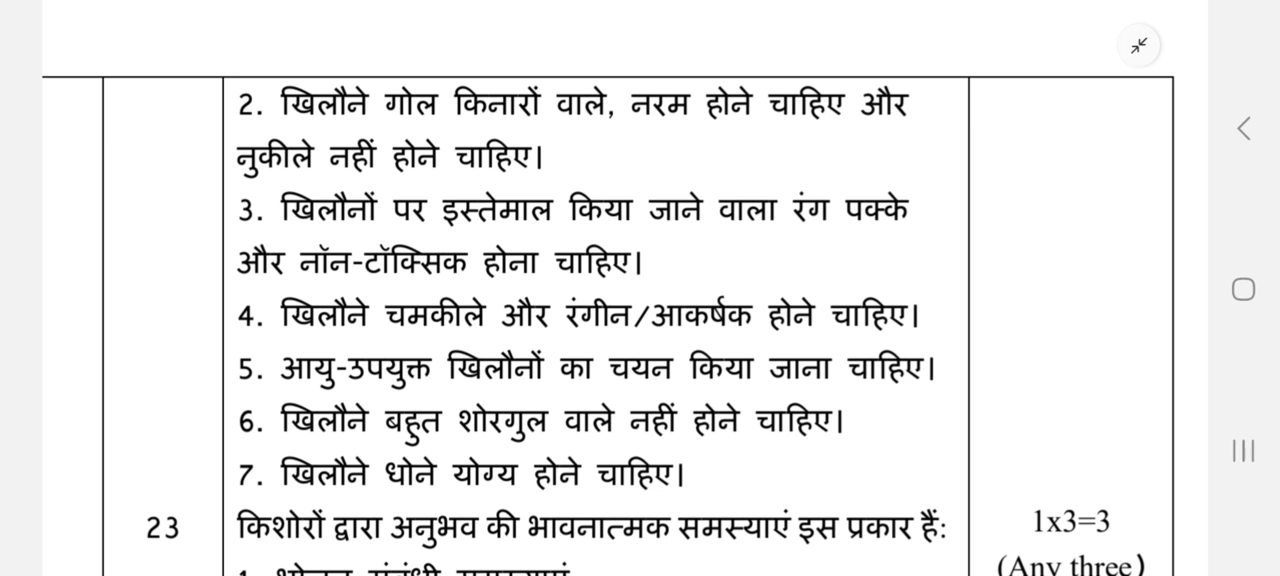 2. खिलौने गोल किनारों वाले, नरम होने चाहिए और
नुकीले नहीं होने चाहिए।
3. खिलौनों पर इस्तेमाल किया जाने वाला रंग पक्के
और नॉन-टॉक्सिक होना चाहिए।
4. खिलौने चमकीले और रंगीन/आकर्षक होने चाहिए।
5. आयु-उपयुक्त खिलौनों का चयन किया जाना चाहिए।
6. खिलौने बहुत शोरगुल वाले नहीं होने चाहिए।
7. खिलौने धोने योग्य होने चाहिए।
23 किशोरों द्वारा अनुभव की भावनात्मक समस्याएं इस प्रकार हैं: 1x3=3
(Any three)